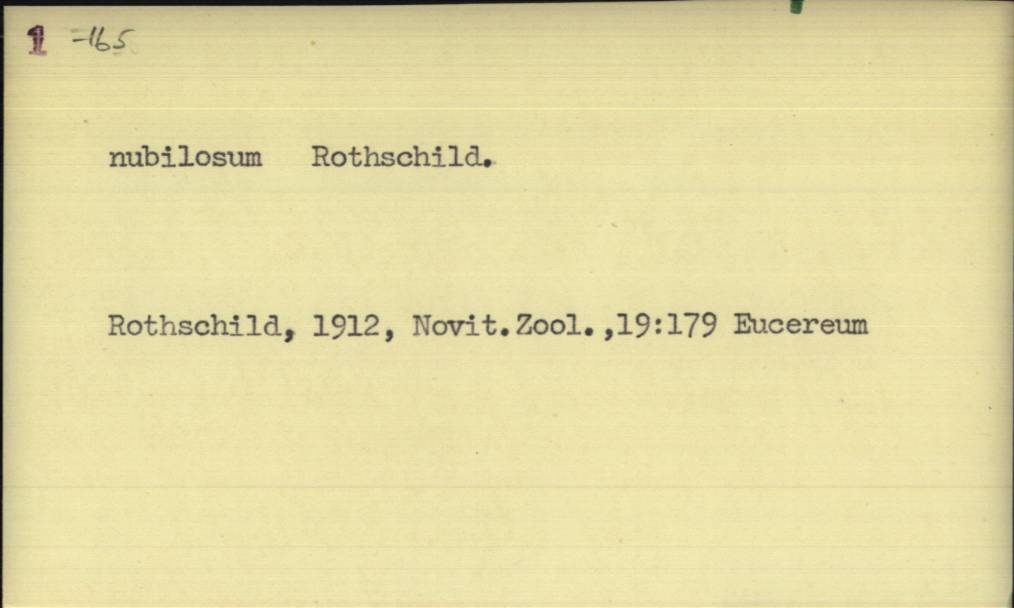 1 -165
nubilosum Rothschild.
Rothschild, 1912, Novit.Zool.,19:179 Eucereum